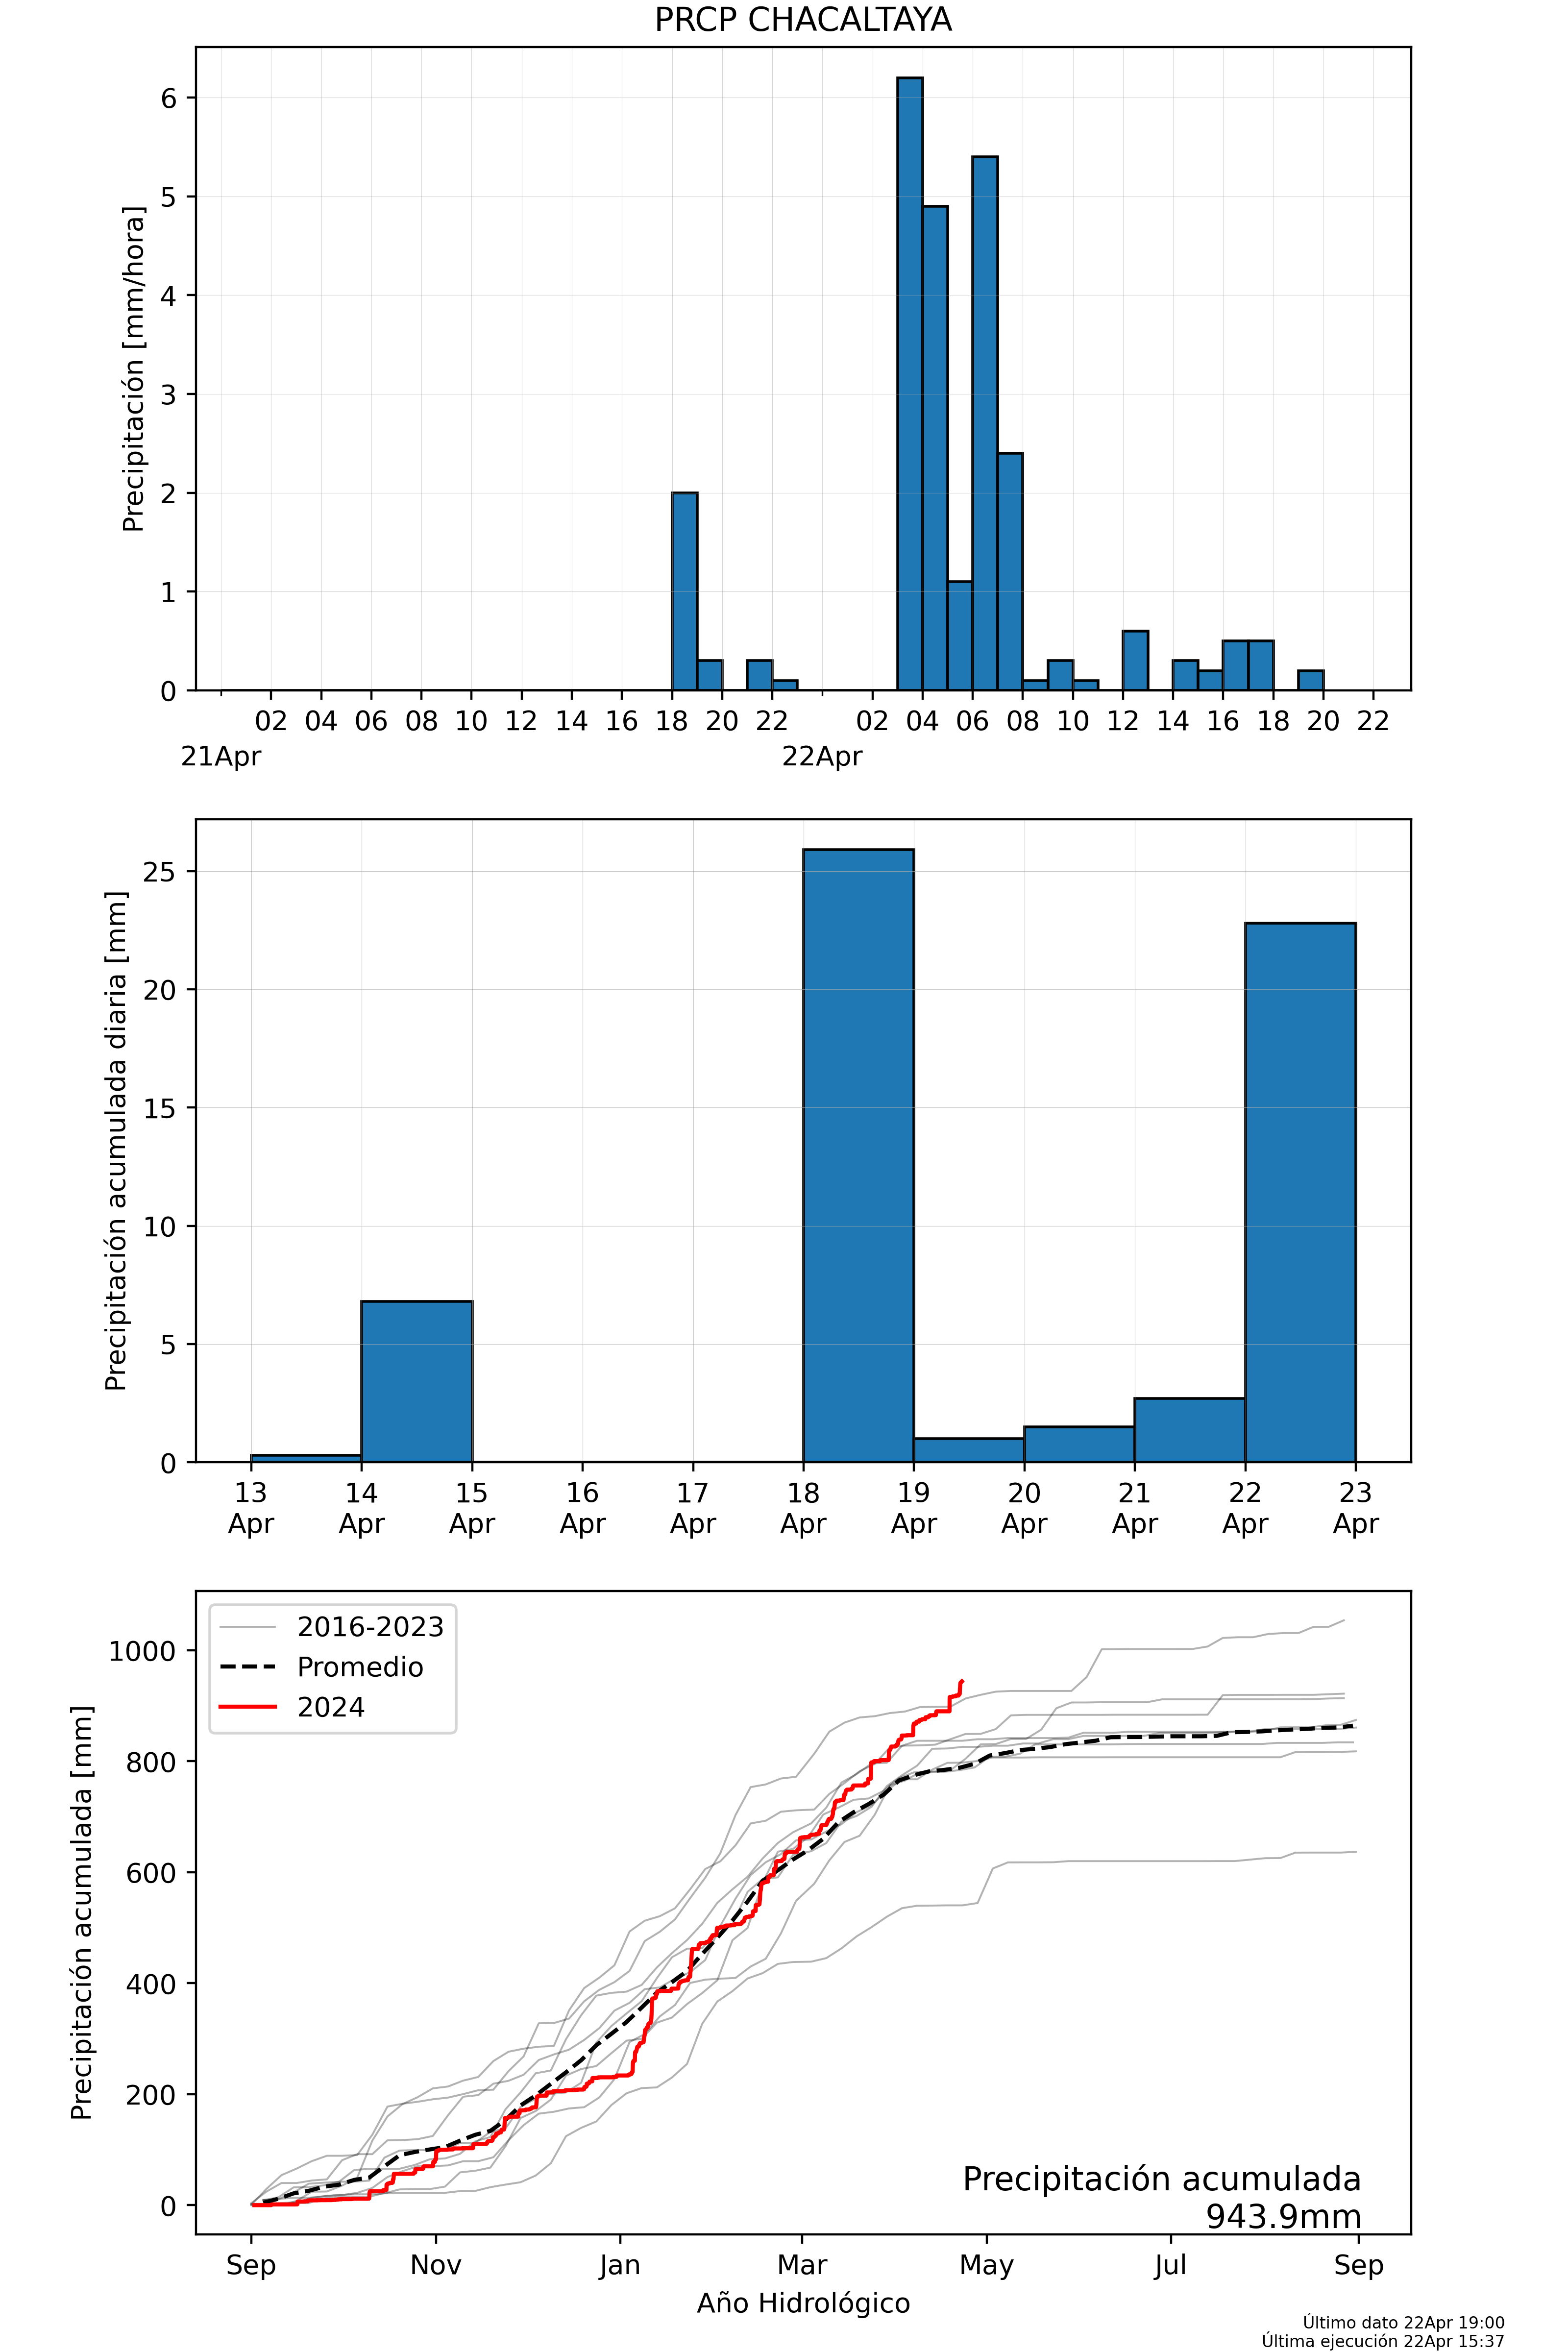 PRCP CHACALTAYA
Precipitación [mm/hora]
6
5
4
3
2
1
0
02 04 06 08 10 12 14 16 18 20 22 02 04 06 08 10 12 14 16 18 20 22
21Apr 22Apr
Precipitación acumulada diaria [mm]
25
20
15
10
5
0
13 14 15 16 17 18 19 20 21 22 23
Apr Apr Apr Apr Apr Apr Apr Apr Apr Apr Apr
Precipitación acumulada [mm]
1000
800
600
400
200
0
2016-2023
Promedio
2024
Precipitación acumulada
943.9mm
Sep Nov Jan Mar May Jul Sep
Año Hidrológico
Último dato 22Apr 19:00
Última ejecución 22Apr 15:37